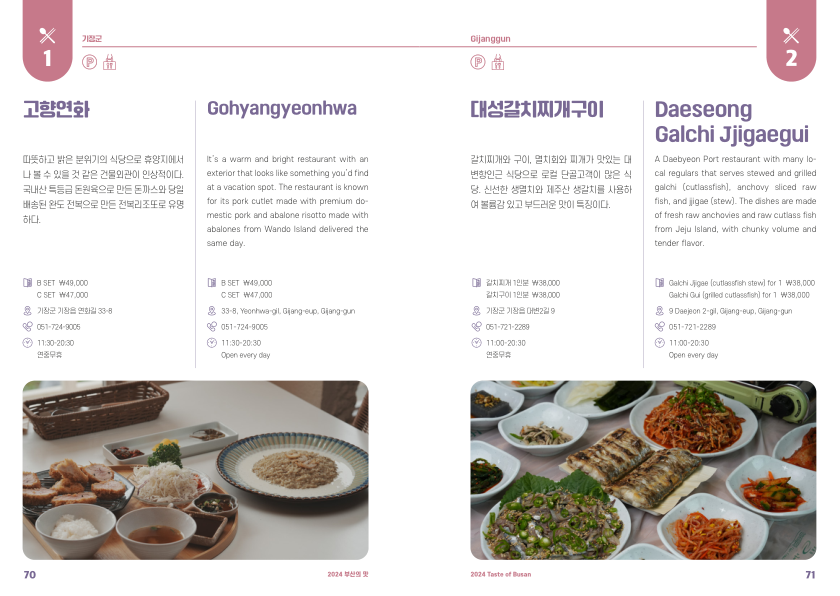 1
기장군
P
고향연화
따뜻하고 밝은 분위기의 식당으로 휴양지에서
나 볼 수 있을 것 같은 건물외관이 인상적이다.
국내산 특등급 돈원육으로 만든 돈까스와 당일
배송된 완도 전복으로 만든 전복리조또로 유명
하다.
B SET ₩49,000
C SET ₩47,000
기장군 기장읍 연화길 33-8
051-724-9005
11:30-20:30
연중무휴
Gohyangyeonhwa
It's a warm and bright restaurant with an
exterior that looks like something you'd find
at a vacation spot. The restaurant is known
for its pork cutlet made with premium do-
mestic pork and abalone risotto made with
abalones from Wando Island delivered the
same day.
B SET ₩49,000
C SET ₩47,000
33-8, Yeonhwa-gil, Gijang-eup, Gijang-gun
051-724-9005
11:30-20:30
Open every day
70
2024 부산의 맛
Gijanggun
2
P
대성갈치찌개구이
갈치찌개와 구이, 멸치회와 찌개가 맛있는 대
변항인근 식당으로 로컬 단골고객이 많은 식
당. 신선한 생멸치와 제주산 생갈치를 사용하
여 볼륨감 있고 부드러운 맛이 특징이다.
갈치찌개 1인분 ₩38,000
갈치구이 1인분 ₩38,000
기장군 기장읍 대변2길 9
051-721-2289
11:00-20:30
연중무휴
Daeseong
Galchi Jjigaegui
A Daebyeon Port restaurant with many lo-
cal regulars that serves stewed and grilled
galchi (cutlassfish), anchovy sliced raw
fish, and jjigae (stew). The dishes are made
of fresh raw anchovies and raw cutlass fish
from Jeju Island, with chunky volume and
tender flavor.
Galchi Jjigae (cutlassfish stew) for 1 ₩38,000
Galchi Gui (grilled cutlassfish) for 1 ₩38,000
9 Daejeon 2-gil, Gijang-eup, Gijang-gun
051-721-2289
11:00-20:30
Open every day
2024 Taste of Busan
71